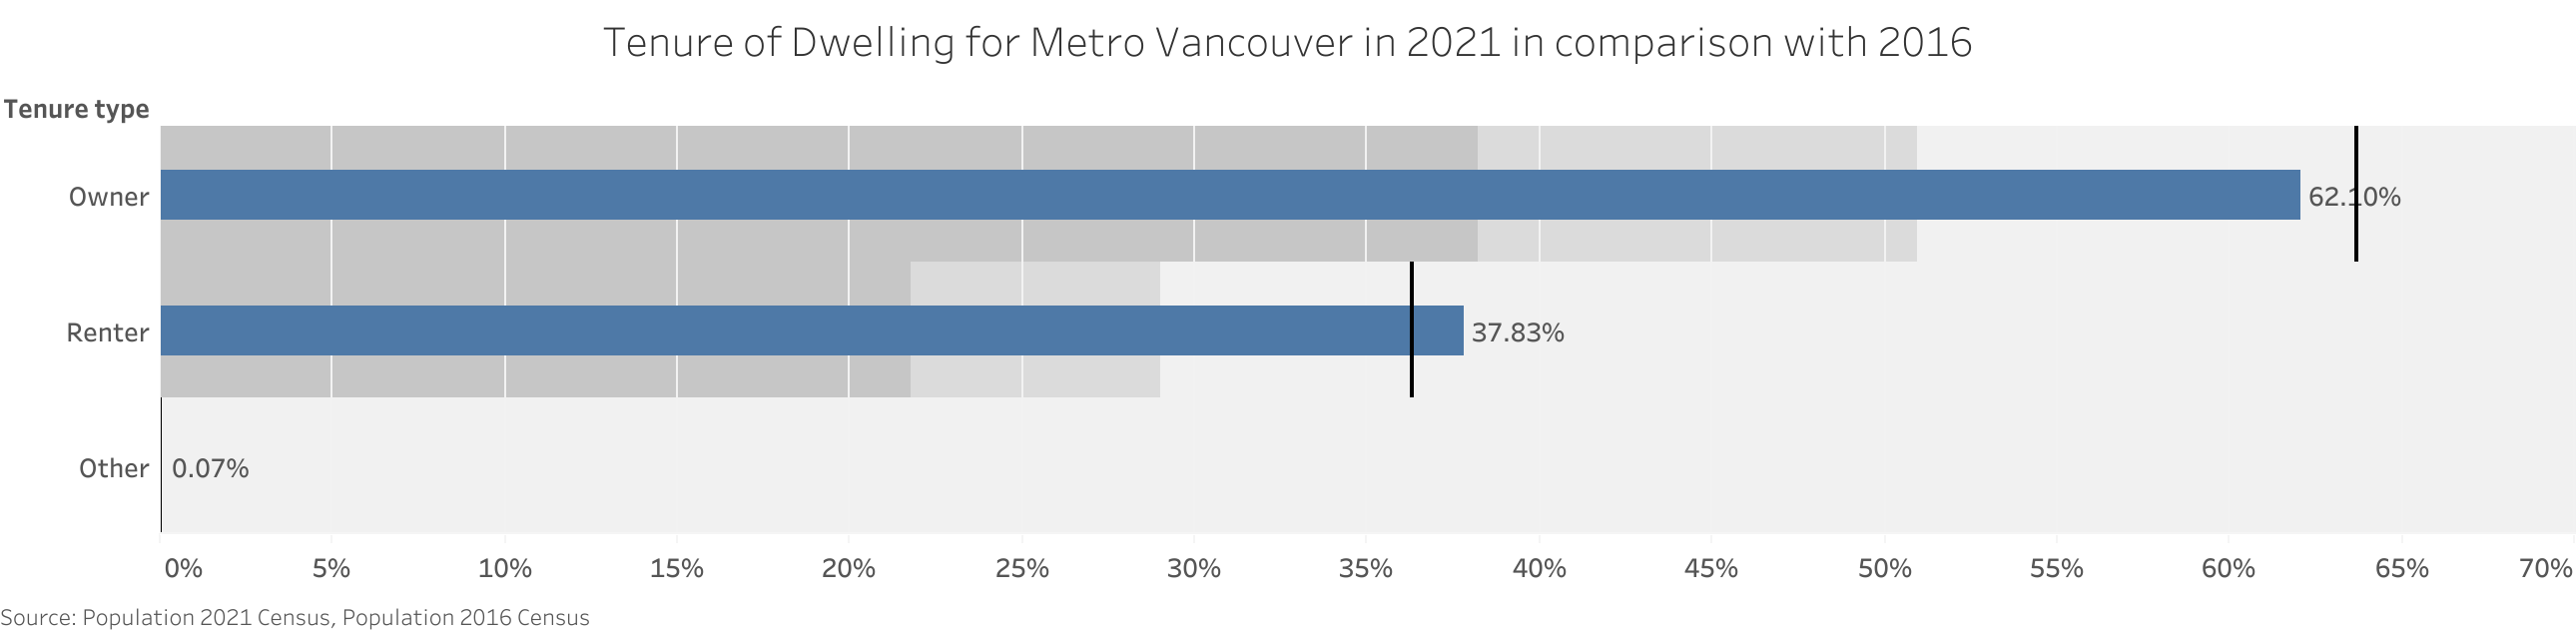 Tenure of Dwelling for Metro Vancouver in 2021 in comparison with 2016
Tenure type
Owner
62.10%
Renter
37.83%
Other
0.07%
0% 5% 10% 15% 20% 25% 30% 35% 40% 45% 50% 55% 60% 65% 70%
Source: Population 2021 Census, Population 2016 Census